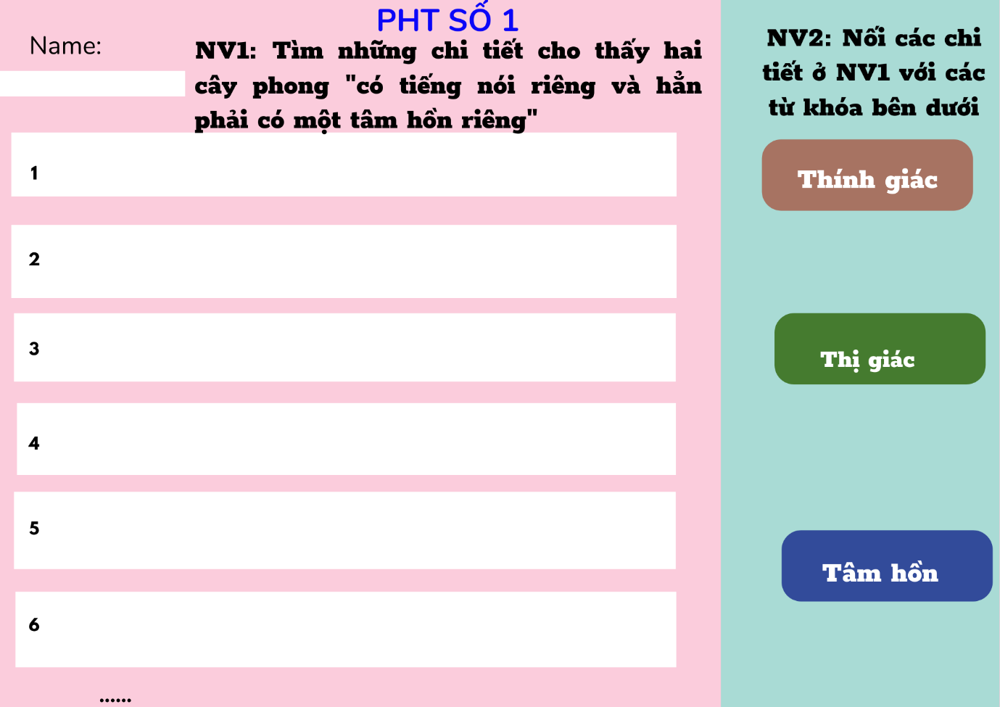 PHT SỐ 1
Name:
NV1: Tìm những chi tiết cho thấy hai
cây phong "có tiếng nói riêng và hẳn
phải có một tâm hồn riêng"
1
2
3
4
5
6
......
NV2: Nối các chi
tiết ở NV1 với các
từ khóa bên dưới
Thính giác
Thị giác
Tâm hồn